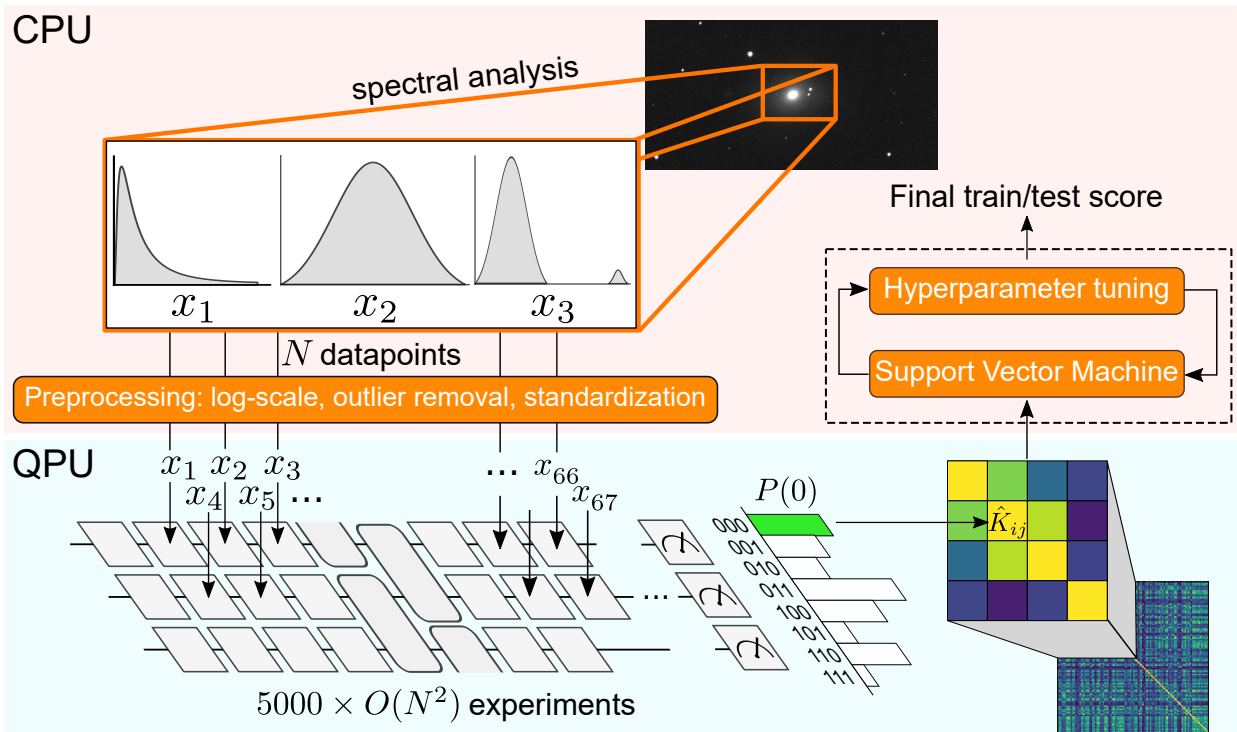 CPU
spectral analysis
x₁ x₂ x₃
Final train/test score
Hyperparameter tuning
Support Vector Machine
N datapoints
Preprocessing: log-scale, outlier removal, standardization
QPU
x₁ x₂ x₃ ... x₆₆
x₄ x₅ ... x₆₇
P(0)
K̂ᵢⱼ
000
001
010
011
100
101
110
111
...
5000 × O(N²) experiments